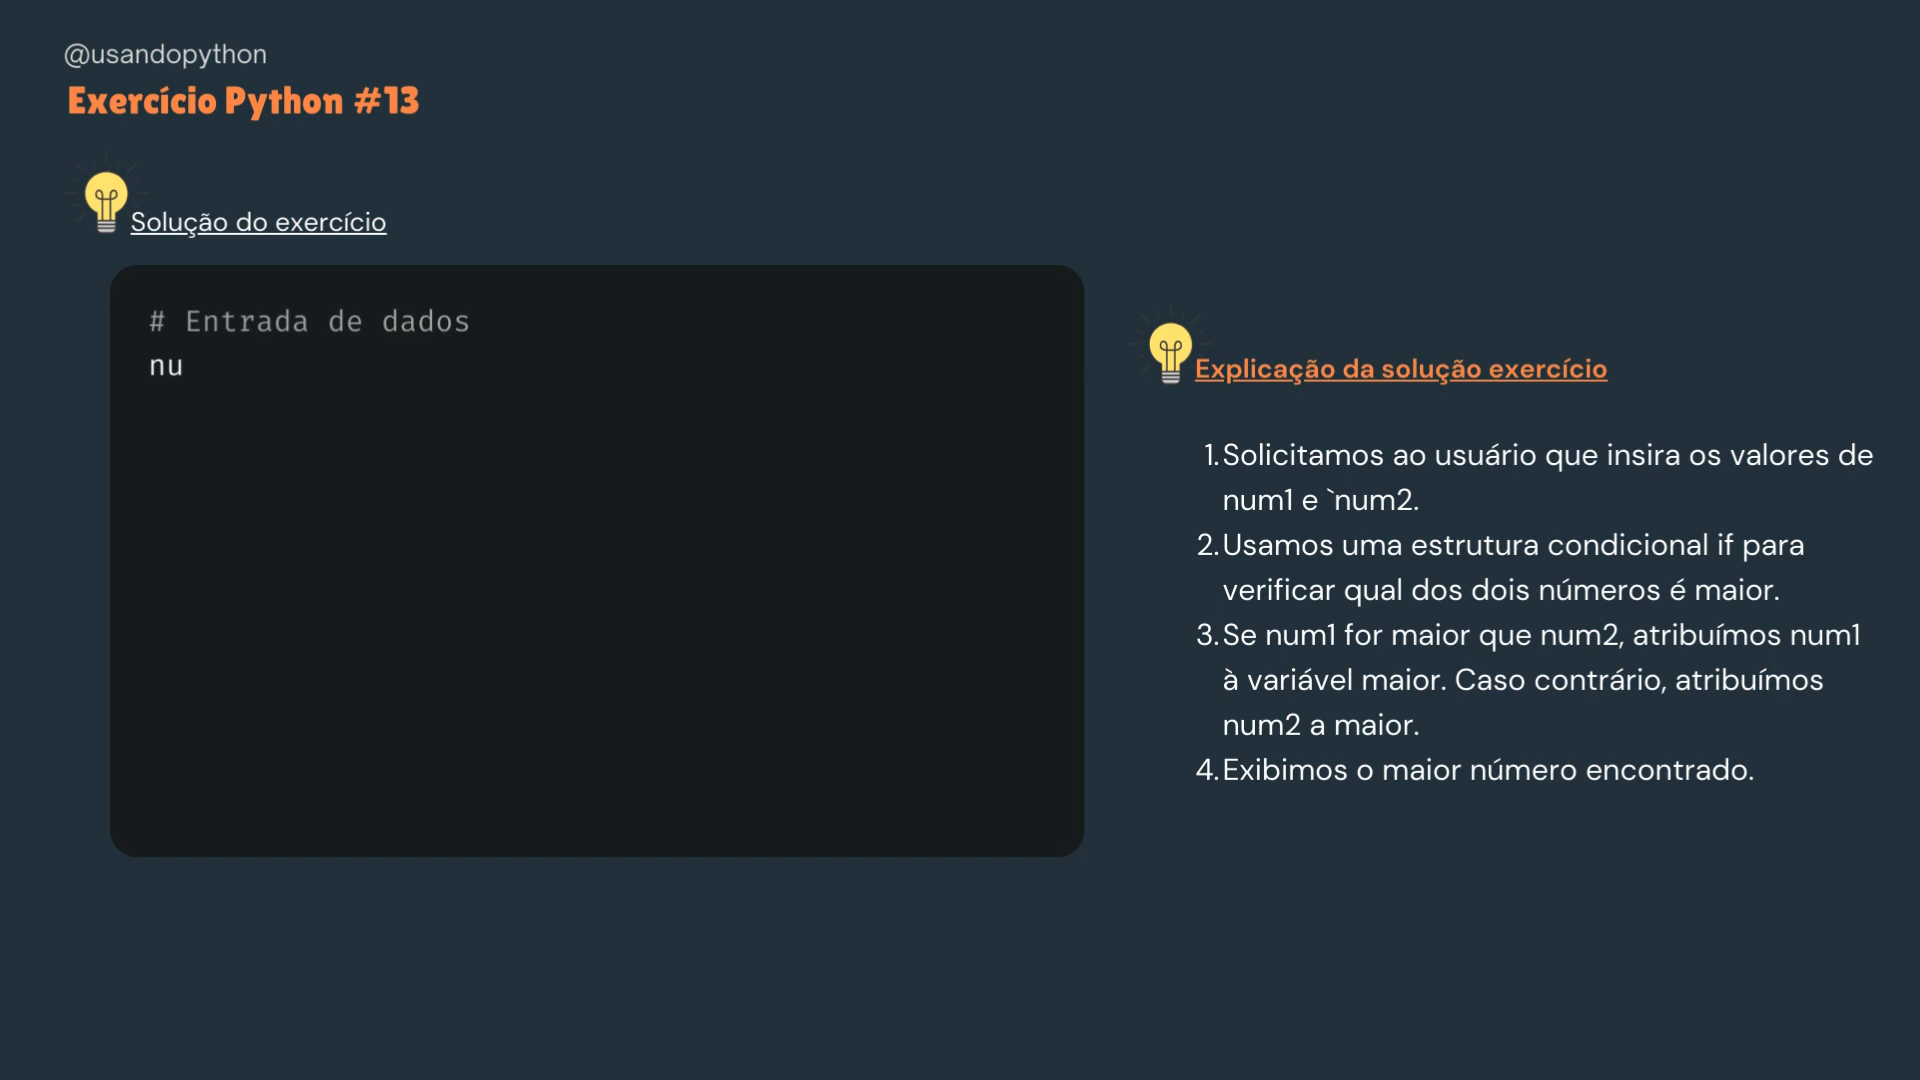 @usandopython
Exercício Python #13
Solução do exercício
# Entrada de dados
nu
Explicação da solução exercício
1. Solicitamos ao usuário que insira os valores de
num1 e `num2.
2. Usamos uma estrutura condicional if para
verificar qual dos dois números é maior.
3. Se num1 for maior que num2, atribuímos num1
à variável maior. Caso contrário, atribuímos
num2 a maior.
4. Exibimos o maior número encontrado.